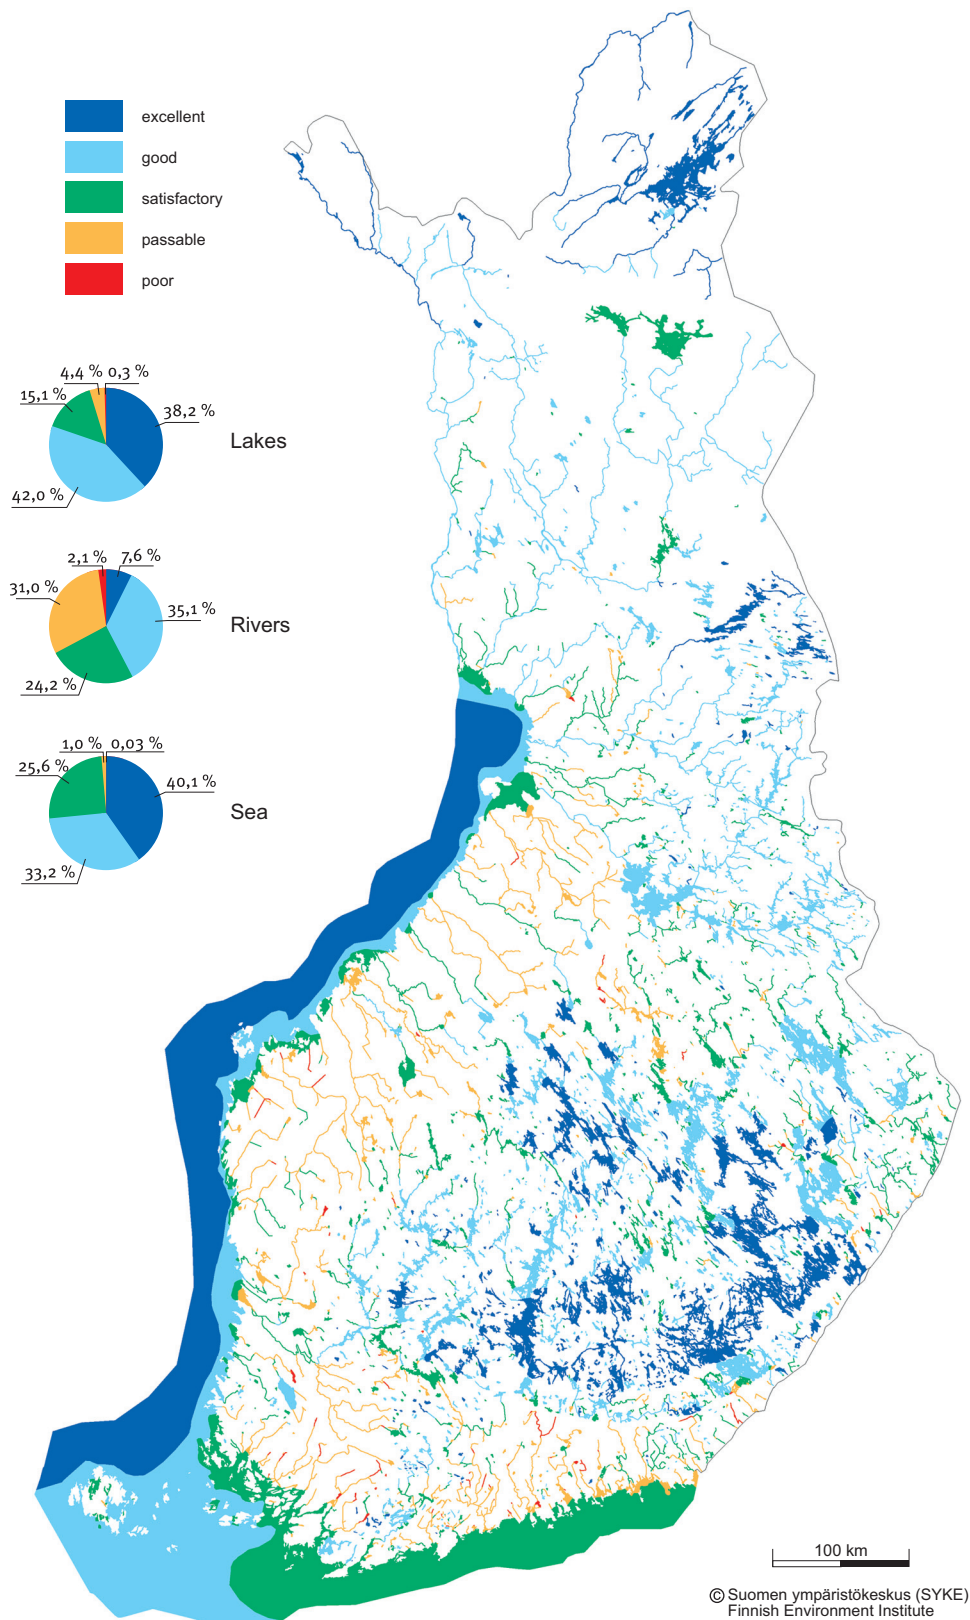 excellent
good
satisfactory
passable
poor
4,4 % 0,3 %
15,1 %
38,2 %
Lakes
42,0 %
2,1 % 7,6 %
31,0 %
35,1 %
Rivers
24,2 %
1,0 % 0,03 %
25,6 %
40,1 %
Sea
33,2 %
100 km
© Suomen ympäristökeskus (SYKE)
Finnish Environment Institute